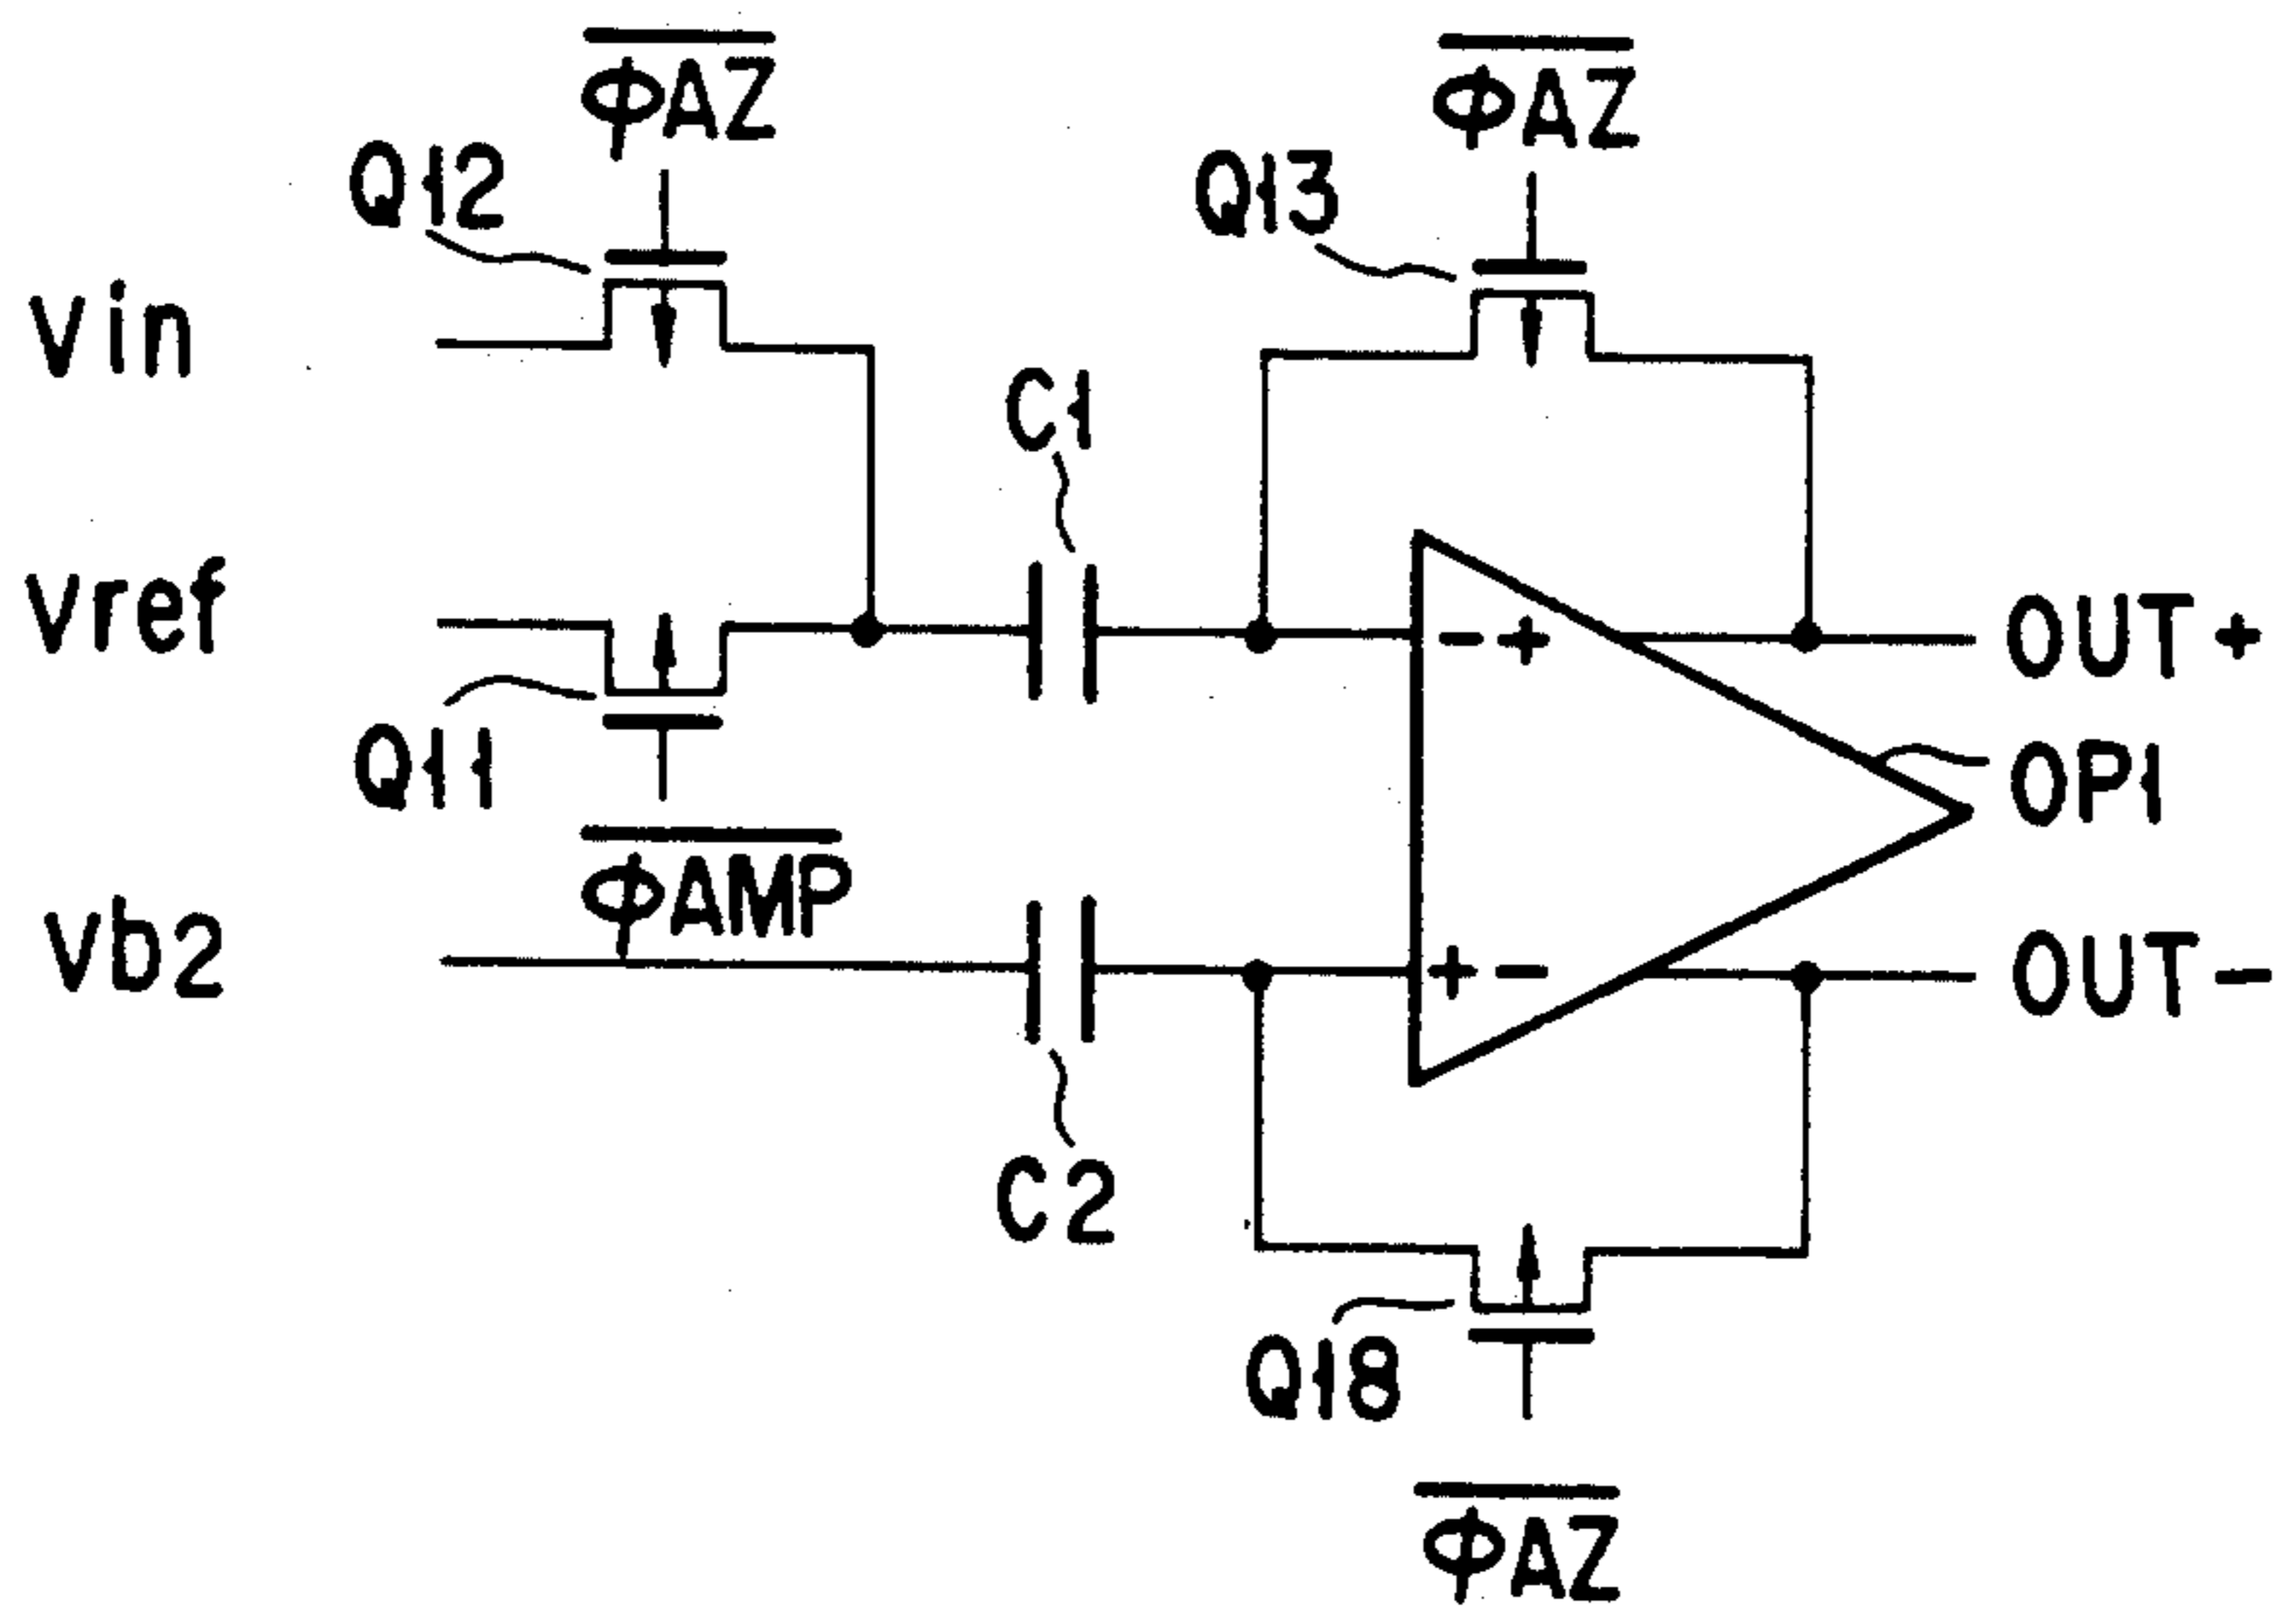 φAZ
φAZ
Q12
Q13
vin
C1
vref
- +
OUT+
Q11
OP1
φAMP
vb2
+ -
OUT-
C2
Q18
φAZ